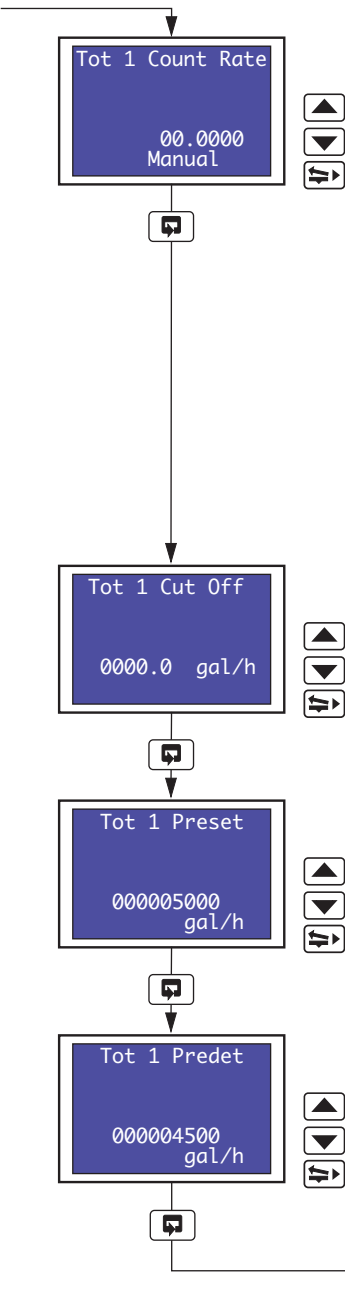 Tot 1 Count Rate
00.0000
Manual
Tot 1 Cut Off
0000.0 gal/h
Tot 1 Preset
000005000
gal/h
Tot 1 Predet
000004500
gal/h